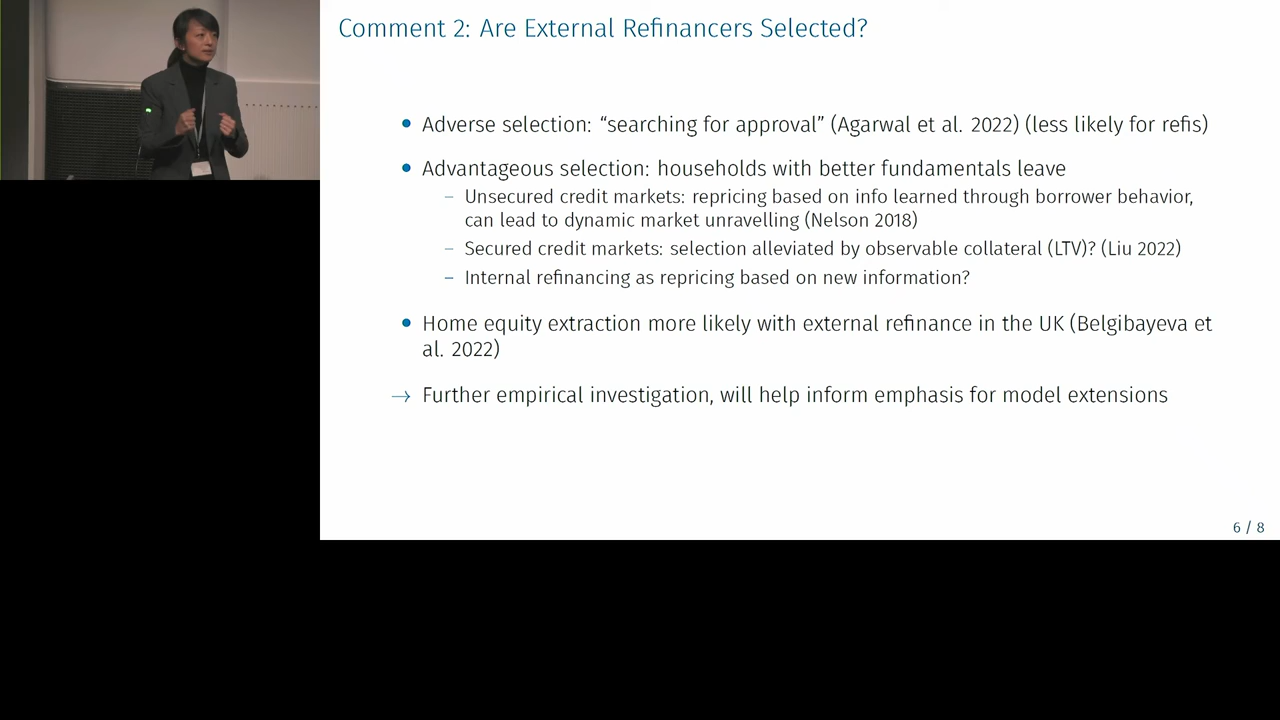 Comment 2: Are External Refinancers Selected?
• Adverse selection: “searching for approval” (Agarwal et al. 2022) (less likely for refis)
• Advantageous selection: households with better fundamentals leave
– Unsecured credit markets: repricing based on info learned through borrower behavior,
can lead to dynamic market unravelling (Nelson 2018)
– Secured credit markets: selection alleviated by observable collateral (LTV)? (Liu 2022)
– Internal refinancing as repricing based on new information?
• Home equity extraction more likely with external refinance in the UK (Belgibayeva et
al. 2022)
→ Further empirical investigation, will help inform emphasis for model extensions
6 / 8